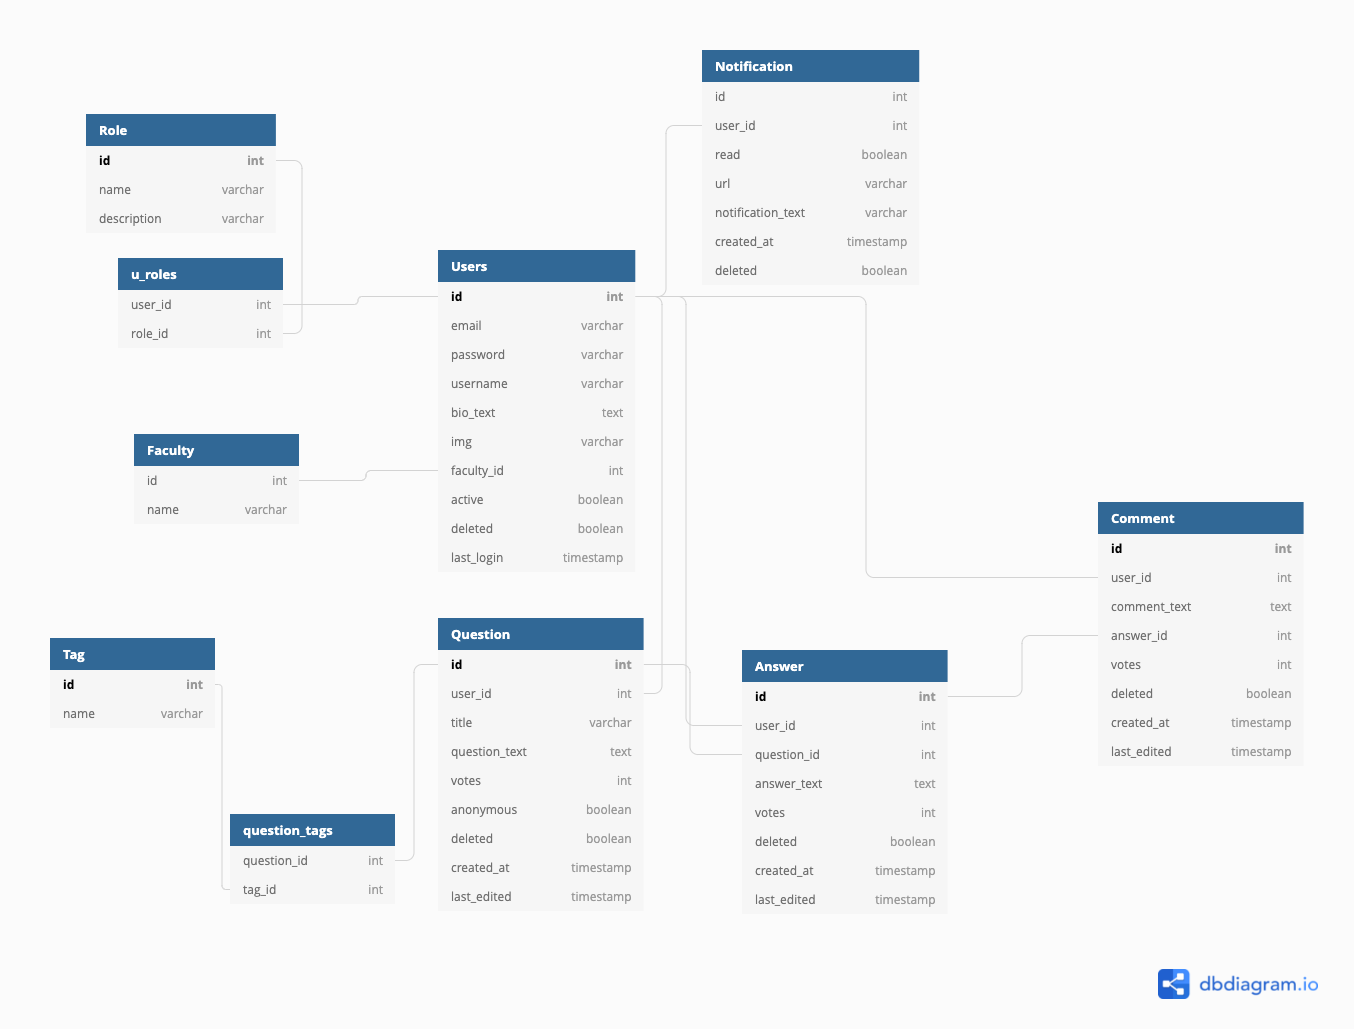 Notification
id int
user_id int
read boolean
url varchar
notification_text varchar
created_at timestamp
deleted boolean
Role
id int
name varchar
description varchar
u_roles
user_id int
role_id int
Users
id int
email varchar
password varchar
username varchar
bio_text text
img varchar
faculty_id int
active boolean
deleted boolean
last_login timestamp
Faculty
id int
name varchar
Comment
id int
user_id int
comment_text text
answer_id int
votes int
deleted boolean
created_at timestamp
last_edited timestamp
Tag
id int
name varchar
question_tags
question_id int
tag_id int
Question
id int
user_id int
title varchar
question_text text
votes int
anonymous boolean
deleted boolean
created_at timestamp
last_edited timestamp
Answer
id int
user_id int
question_id int
answer_text text
votes int
deleted boolean
created_at timestamp
last_edited timestamp
dbdiagram.io